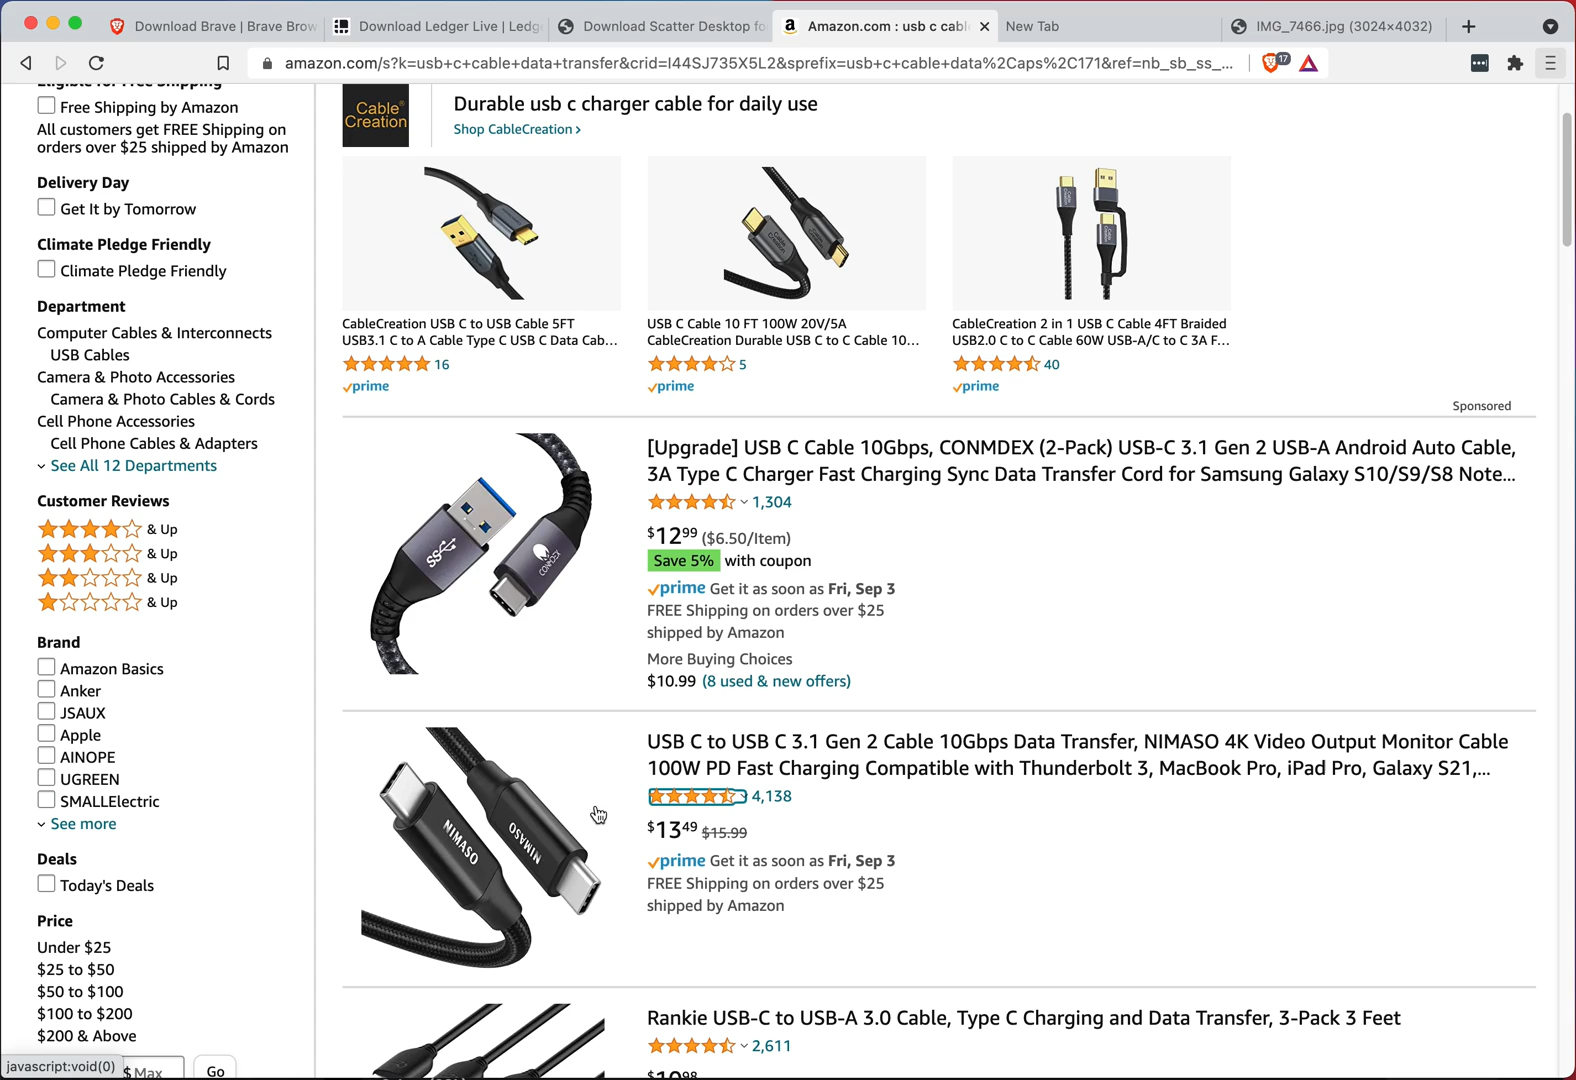 Download Brave | Brave Brow
Download Ledger Live | Ledg
Download Scatter Desktop fo
Amazon.com : usb c cabl
New Tab
IMG_7466.jpg (3024×4032)
amazon.com/s?k=usb+c+cable+data+transfer&crid=I44SJ735X5L2&sprefix=usb+c+cable+data%2Caps%2C171&ref=nb_sb_ss_...
17
Eligible for Free Shipping
Free Shipping by Amazon
All customers get FREE Shipping on
orders over $25 shipped by Amazon
Delivery Day
Get It by Tomorrow
Climate Pledge Friendly
Climate Pledge Friendly
Department
Computer Cables & Interconnects
USB Cables
Camera & Photo Accessories
Camera & Photo Cables & Cords
Cell Phone Accessories
Cell Phone Cables & Adapters
See All 12 Departments
Customer Reviews
& Up
& Up
& Up
& Up
Brand
Amazon Basics
Anker
JSAUX
Apple
AINOPE
UGREEN
SMALLElectric
See more
Deals
Today's Deals
Price
Under $25
$25 to $50
$50 to $100
$100 to $200
$200 & Above
javascript:void(0)
$ Max
Go
Cable®
Creation
Durable usb c charger cable for daily use
Shop CableCreation ›
CableCreation USB C to USB Cable 5FT
USB3.1 C to A Cable Type C USB C Data Cab...
16
prime
USB C Cable 10 FT 100W 20V/5A
CableCreation Durable USB C to C Cable 10...
5
prime
CableCreation 2 in 1 USB C Cable 4FT Braided
USB2.0 C to C Cable 60W USB-A/C to C 3A F...
40
prime
Sponsored
SS
CONMDEX
[Upgrade] USB C Cable 10Gbps, CONMDEX (2-Pack) USB-C 3.1 Gen 2 USB-A Android Auto Cable,
3A Type C Charger Fast Charging Sync Data Transfer Cord for Samsung Galaxy S10/S9/S8 Note...
1,304
$12 99 ($6.50/Item)
Save 5% with coupon
prime Get it as soon as Fri, Sep 3
FREE Shipping on orders over $25
shipped by Amazon
More Buying Choices
$10.99 (8 used & new offers)
NIMASO
NIMASO
USB C to USB C 3.1 Gen 2 Cable 10Gbps Data Transfer, NIMASO 4K Video Output Monitor Cable
100W PD Fast Charging Compatible with Thunderbolt 3, MacBook Pro, iPad Pro, Galaxy S21,...
4,138
$13 49 $15.99
prime Get it as soon as Fri, Sep 3
FREE Shipping on orders over $25
shipped by Amazon
Rankie USB-C to USB-A 3.0 Cable, Type C Charging and Data Transfer, 3-Pack 3 Feet
2,611
$10 98